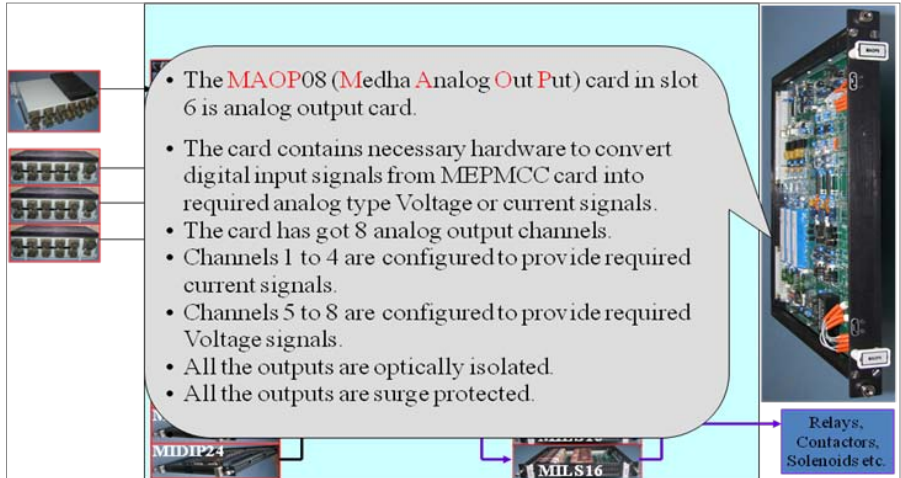 • The MAOP08 (Medha Analog Out Put) card in slot
6 is analog output card.
• The card contains necessary hardware to convert
digital input signals from MEPMCC card into
required analog type Voltage or current signals.
• The card has got 8 analog output channels.
• Channels 1 to 4 are configured to provide required
current signals.
• Channels 5 to 8 are configured to provide required
Voltage signals.
• All the outputs are optically isolated.
• All the outputs are surge protected.
MIDIP24
MILS16
Relays,
Contactors,
Solenoids etc.